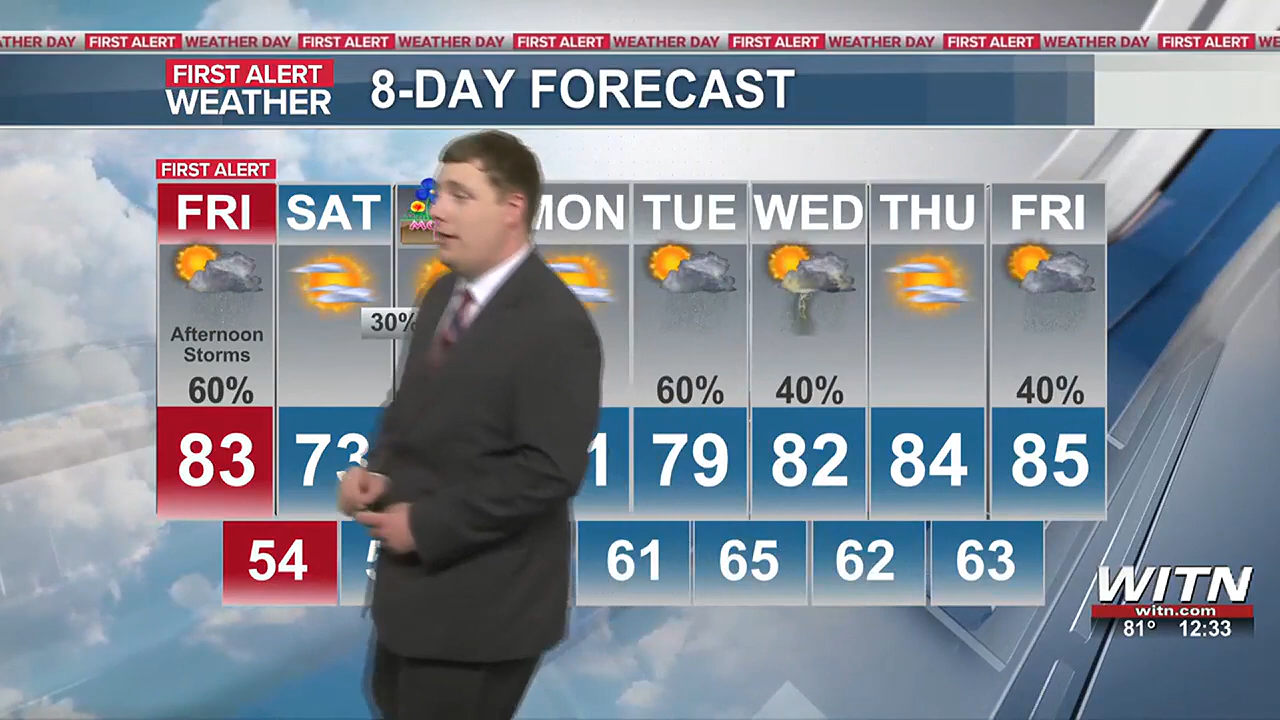 THER DAY FIRST ALERT WEATHER DAY FIRST ALERT WEATHER DAY FIRST ALERT WEATHER DAY FIRST ALERT WEATHER DAY FIRST ALERT WEATHER DAY FIRST ALERT WE
FIRST ALERT
WEATHER
8-DAY FORECAST
FIRST ALERT
FRI SAT MON TUE WED THU FRI
Afternoon
Storms
30%
60% 60% 40% 40%
83 73 79 82 84 85
54 61 65 62 63
WITN
witn.com
81° 12:33